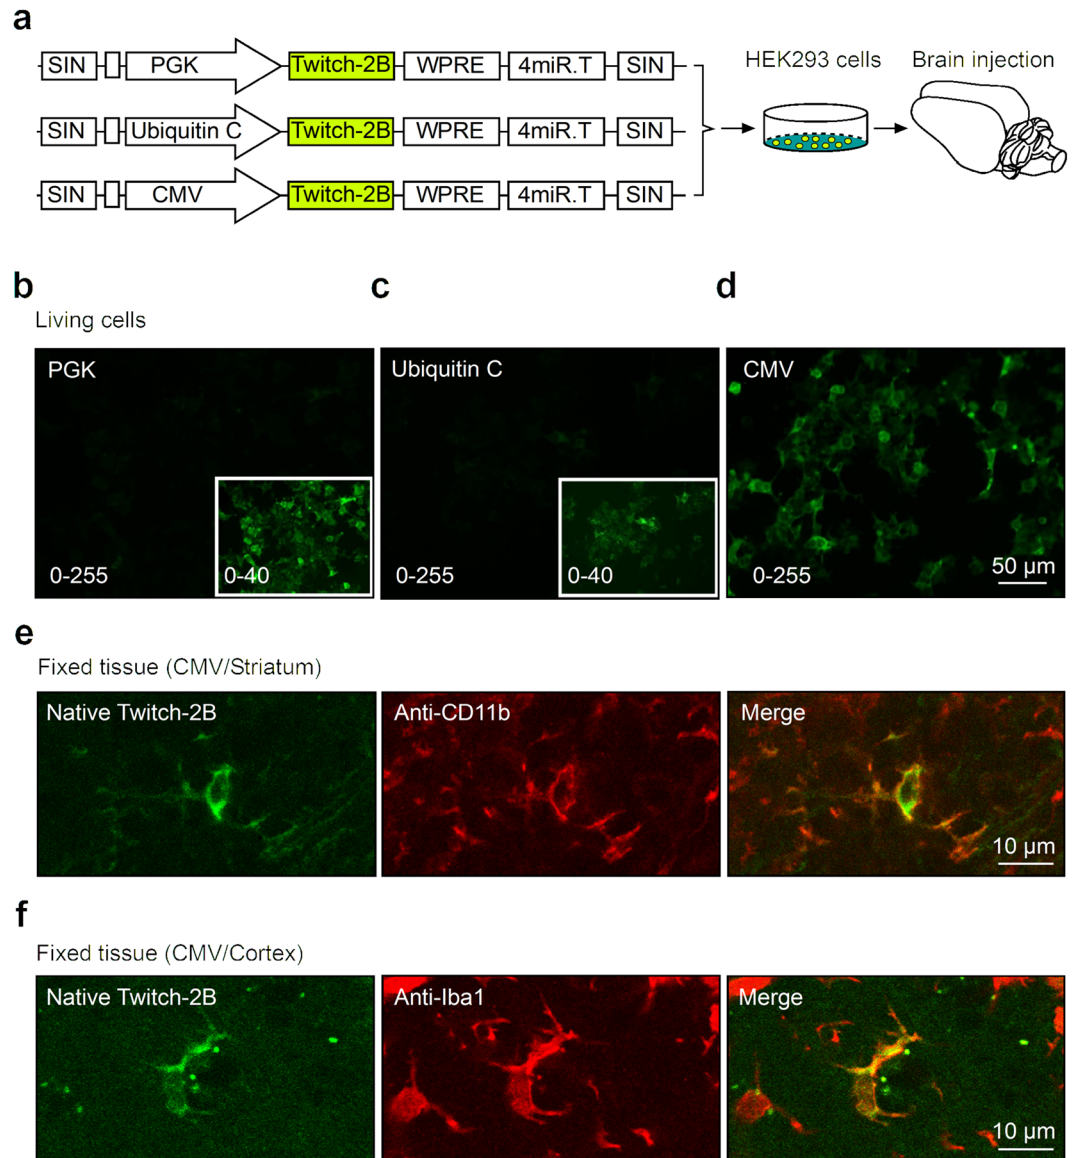 a
SIN PGK Twitch-2B WPRE 4miR.T SIN
HEK293 cells Brain injection
SIN Ubiquitin C Twitch-2B WPRE 4miR.T SIN
SIN CMV Twitch-2B WPRE 4miR.T SIN
b c d
Living cells
PGK Ubiquitin C CMV
0-255 0-40 0-255 0-40 0-255 50 µm
e
Fixed tissue (CMV/Striatum)
Native Twitch-2B Anti-CD11b Merge
10 µm
f
Fixed tissue (CMV/Cortex)
Native Twitch-2B Anti-Iba1 Merge
10 µm